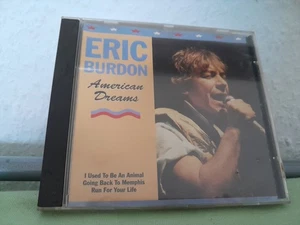 ERIC
BURDON
American
Dreams
I Used To Be An Animal
Going Back To Memphis
Run For Your Life